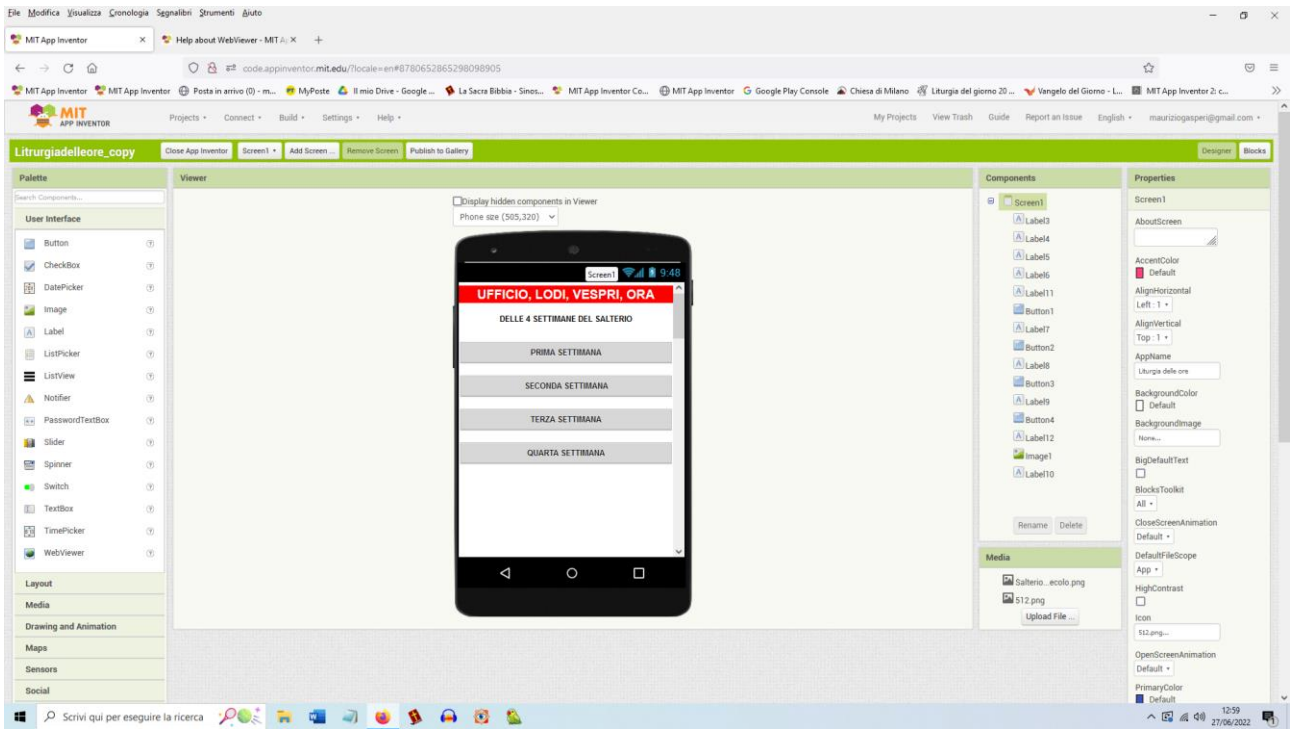 File Modifica Visualizza Cronologia Segnalibri Strumenti Aiuto
MIT App Inventor
Help about WebViewer - MIT A
code.appinventor.mit.edu/?locale=en#8780652865298098905
MIT App Inventor MIT App Inventor Posta in arrivo (0) - m... MyPoste Il mio Drive - Google ... La Sacra Bibbia - Sinos... MIT App Inventor Co... MIT App Inventor Google Play Console Chiesa di Milano Liturgia del giorno 20 ... Vangelo del Giorno - L... MIT App Inventor 2: c...
MIT
APP INVENTOR
Projects Connect Build Settings Help My Projects View Trash Guide Report an Issue English mauriziogasperi@gmail.com
Litrurgiadelleore_copy Close App Inventor Screen1 Add Screen ... Remove Screen Publish to Gallery Designer Blocks
Palette
Search Components...
User Interface
Button
CheckBox
DatePicker
Image
Label
ListPicker
ListView
Notifier
PasswordTextBox
Slider
Spinner
Switch
TextBox
TimePicker
WebViewer
Layout
Media
Drawing and Animation
Maps
Sensors
Social
Viewer
Display hidden components in Viewer
Phone size (505,320)
Screen1 9:48
UFFICIO, LODI, VESPRI, ORA
DELLE 4 SETTIMANE DEL SALTERIO
PRIMA SETTIMANA
SECONDA SETTIMANA
TERZA SETTIMANA
QUARTA SETTIMANA
Components
Screen1
Label3
Label4
Label5
Label6
Label11
Button1
Label7
Button2
Label8
Button3
Label9
Button4
Label12
Image1
Label10
Rename Delete
Media
Salterio...ecolo.png
512.png
Upload File ...
Properties
Screen1
AboutScreen
AccentColor
Default
AlignHorizontal
Left : 1
AlignVertical
Top : 1
AppName
Liturgia delle ore
BackgroundColor
Default
BackgroundImage
None...
BigDefaultText
BlocksToolkit
All
CloseScreenAnimation
Default
DefaultFileScope
App
HighContrast
Icon
512.png...
OpenScreenAnimation
Default
PrimaryColor
Default
Scrivi qui per eseguire la ricerca
12:59
27/06/2022